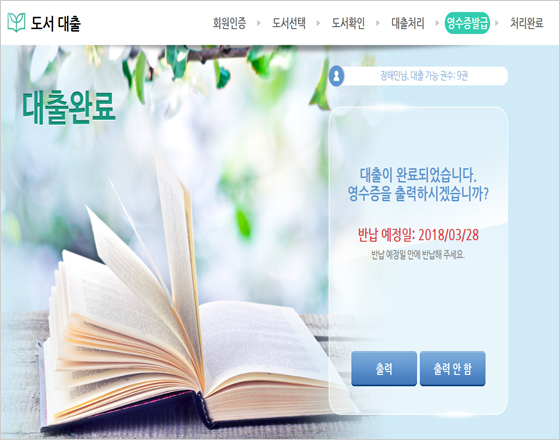 도서 대출
회원인증 도서선택 도서확인 대출처리 영수증발급 처리완료
대출완료
장해민님, 대출 가능 권수: 9권
대출이 완료되었습니다.
영수증을 출력하시겠습니까?
반납 예정일: 2018/03/28
반납 예정일 안에 반납해 주세요.
출력 출력 안 함